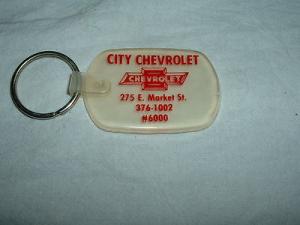 CITY CHEVROLET
CHEVROLET
275 E. Market St.
376-1002
#6000